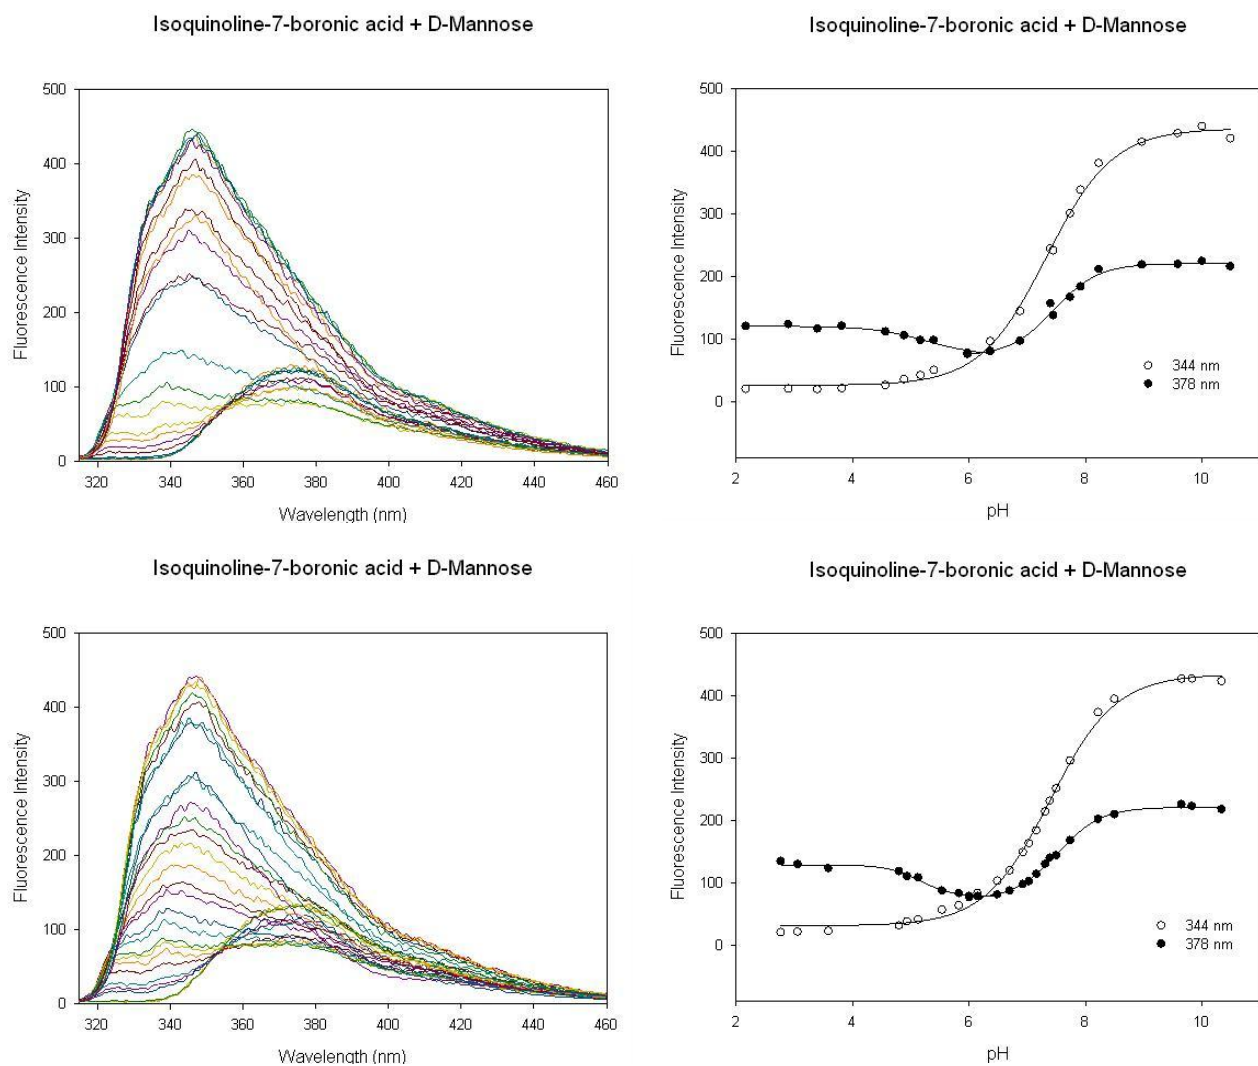 Isoquinoline-7-boronic acid + D-Mannose
500
400
300
200
100
0
Fluorescence Intensity
320 340 360 380 400 420 440 460
Wavelength (nm)
Isoquinoline-7-boronic acid + D-Mannose
500
400
300
200
100
0
Fluorescence Intensity
344 nm
378 nm
2 4 6 8 10
pH
Isoquinoline-7-boronic acid + D-Mannose
500
400
300
200
100
0
Fluorescence Intensity
320 340 360 380 400 420 440 460
Wavelength (nm)
Isoquinoline-7-boronic acid + D-Mannose
500
400
300
200
100
0
Fluorescence Intensity
344 nm
378 nm
2 4 6 8 10
pH